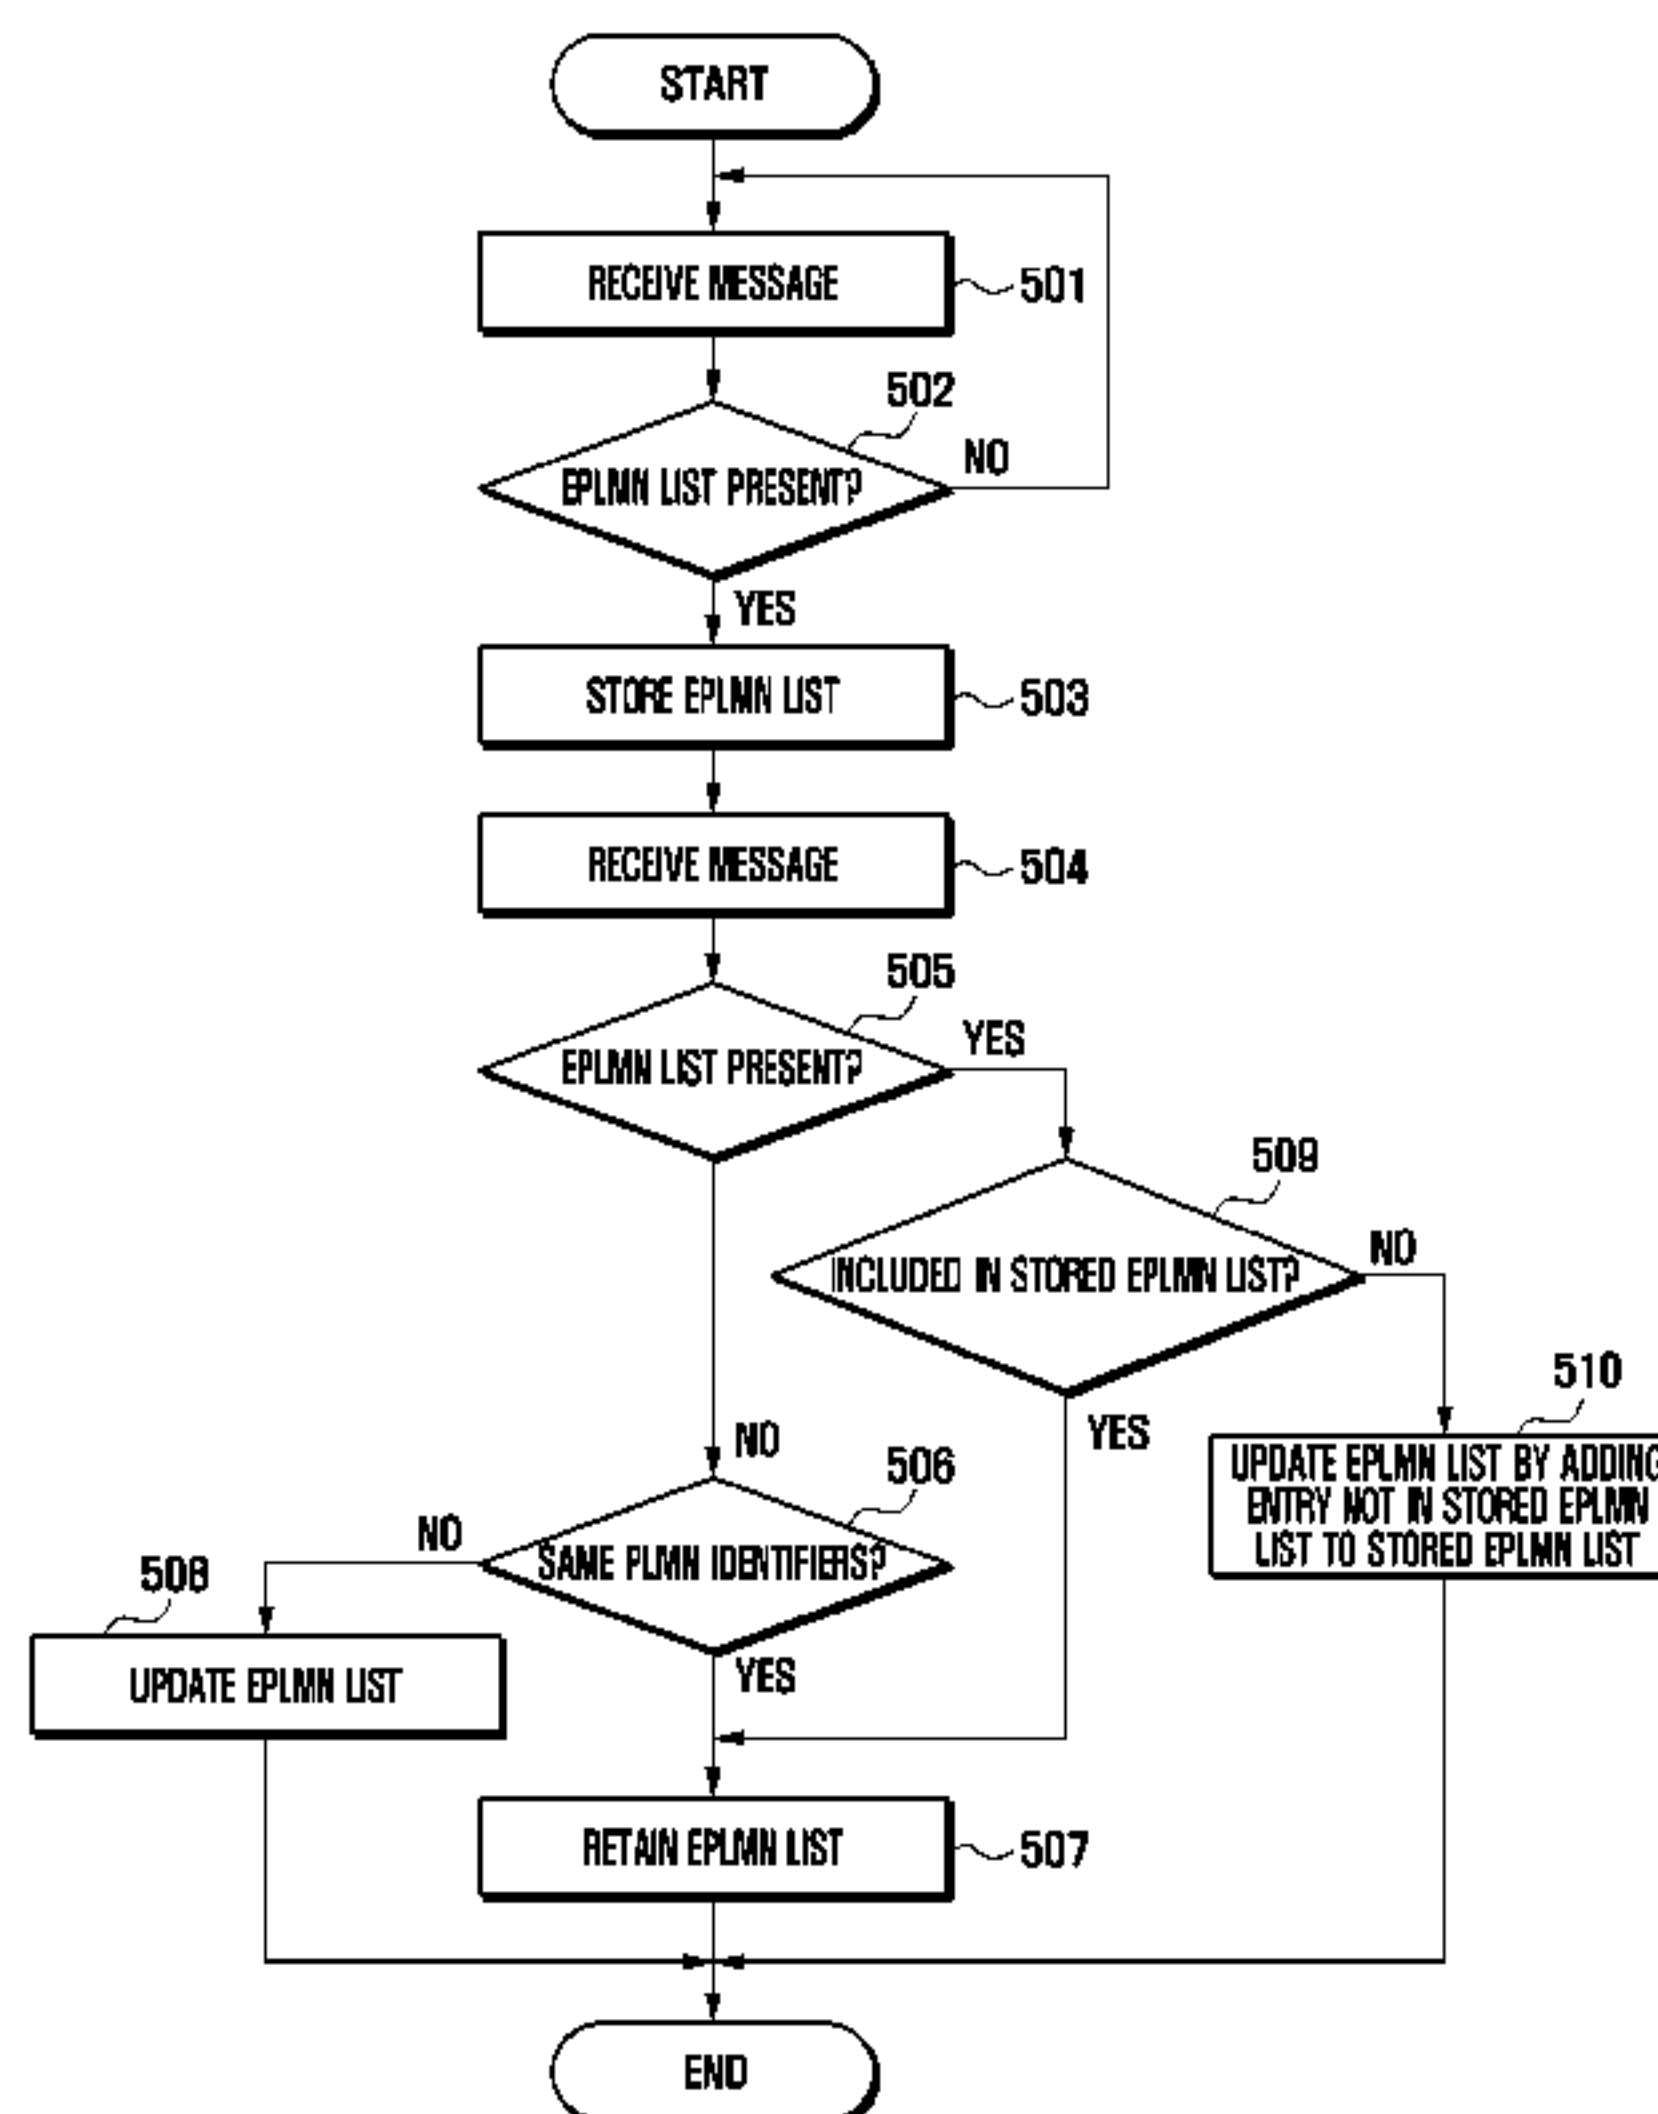 START
RECEIVE MESSAGE
501
502
EPLMN LIST PRESENT?
NO
YES
STORE EPLMN LIST
503
RECEIVE MESSAGE
504
505
EPLMN LIST PRESENT?
YES
509
INCLUDED IN STORED EPLMN LIST?
NO
510
YES
UPDATE EPLMN LIST BY ADDING
ENTRY NOT IN STORED EPLMN
LIST TO STORED EPLMN LIST
NO
506
SAME PLMN IDENTIFIERS?
NO
508
UPDATE EPLMN LIST
YES
RETAIN EPLMN LIST
507
END